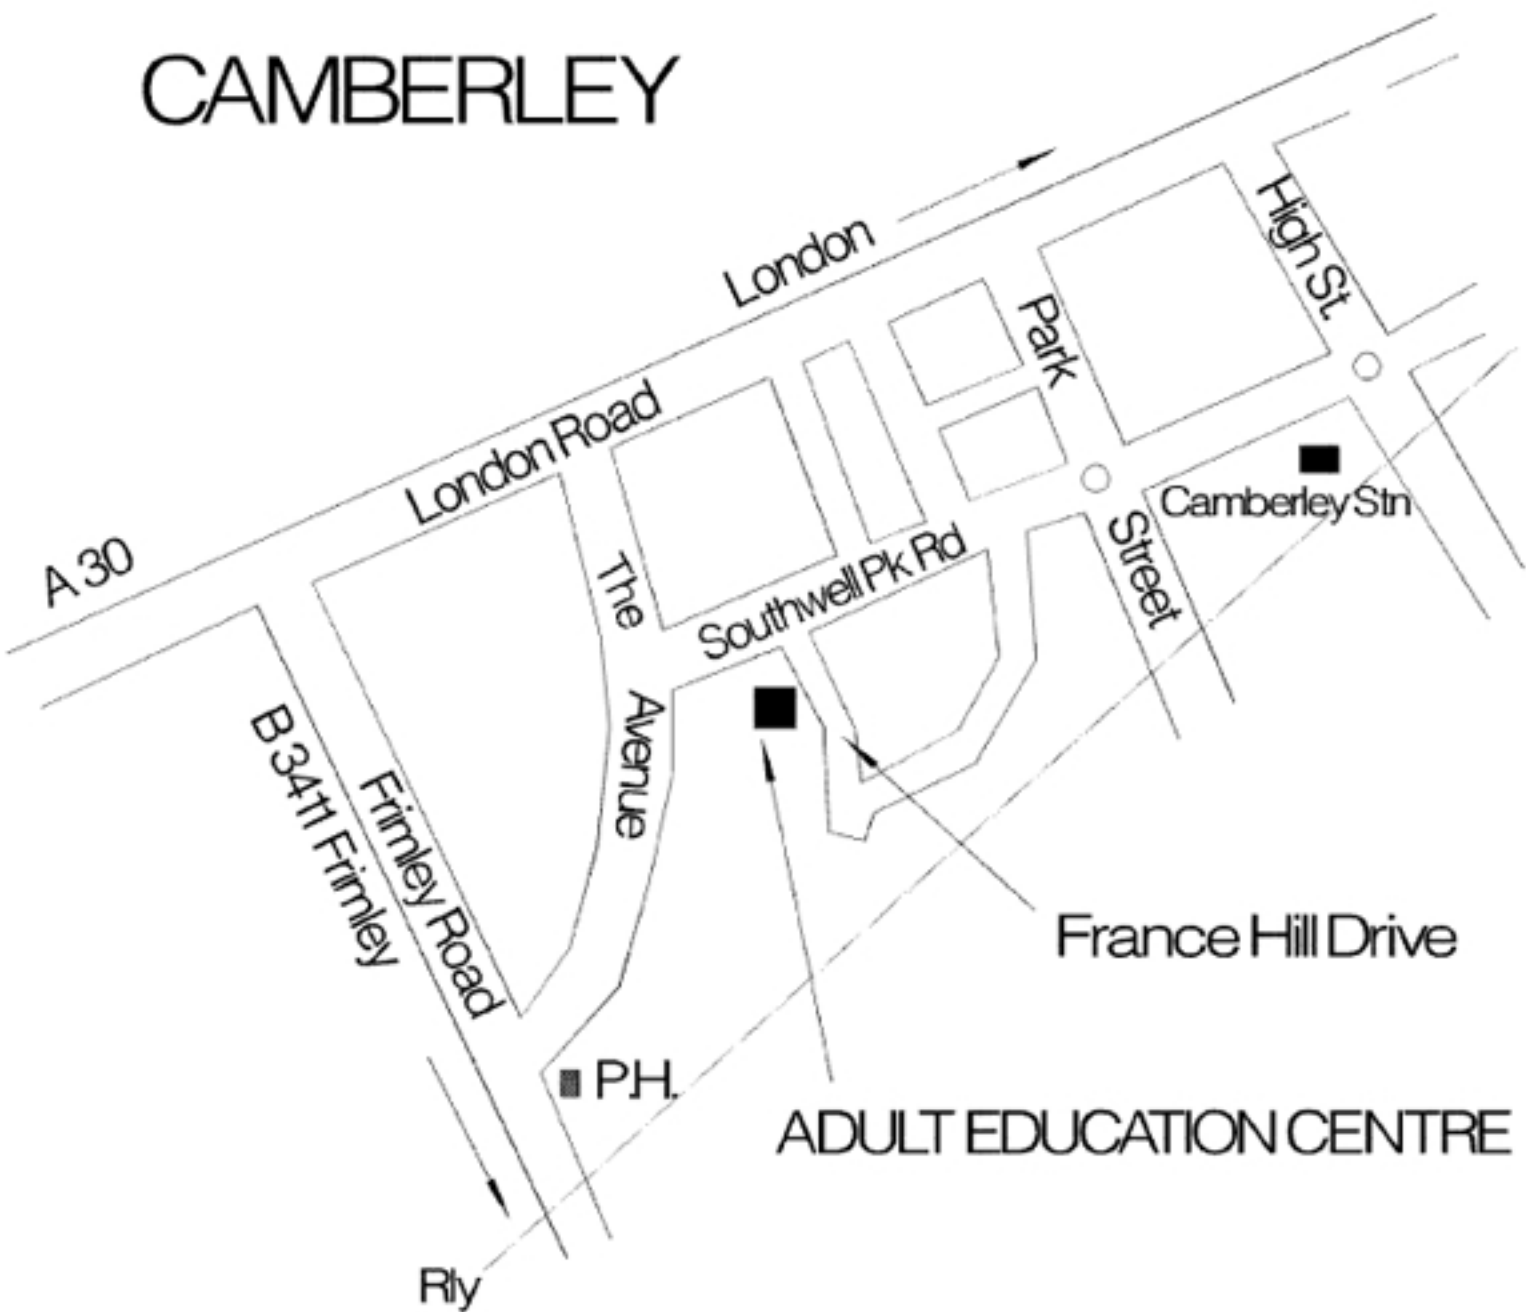 CAMBERLEY
London
High St.
Park
London Road
A 30
Camberley Stn
Street
Southwell Pk Rd
The
Avenue
B 3411 Frimley
Frimley Road
France Hill Drive
P.H.
ADULT EDUCATION CENTRE
Rly